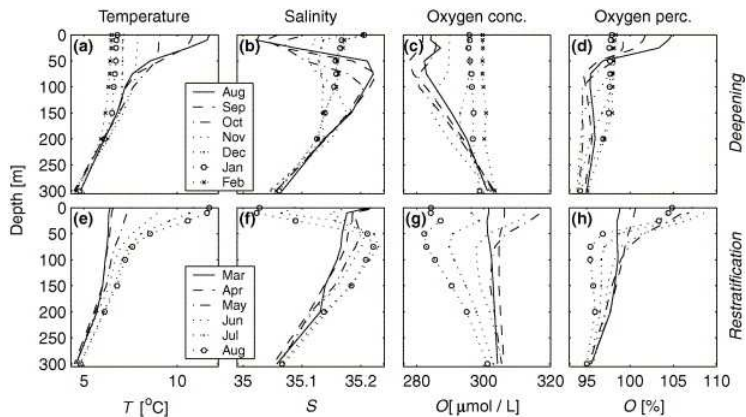 Temperature Salinity Oxygen conc. Oxygen perc.
0
50
100
150
200
250
300
(a) (b) (c) (d)
Aug
Sep
Oct
Nov
Dec
Jan
Feb
Depth [m]
Deepening
0
50
100
150
200
250
300
(e) (f) (g) (h)
Mar
Apr
May
Jun
Jul
Aug
Depth [m]
Restratification
5 10 35 35.1 35.2 280 300 320 95 100 105 110
T [°C] S O[ μmol / L] O [%]